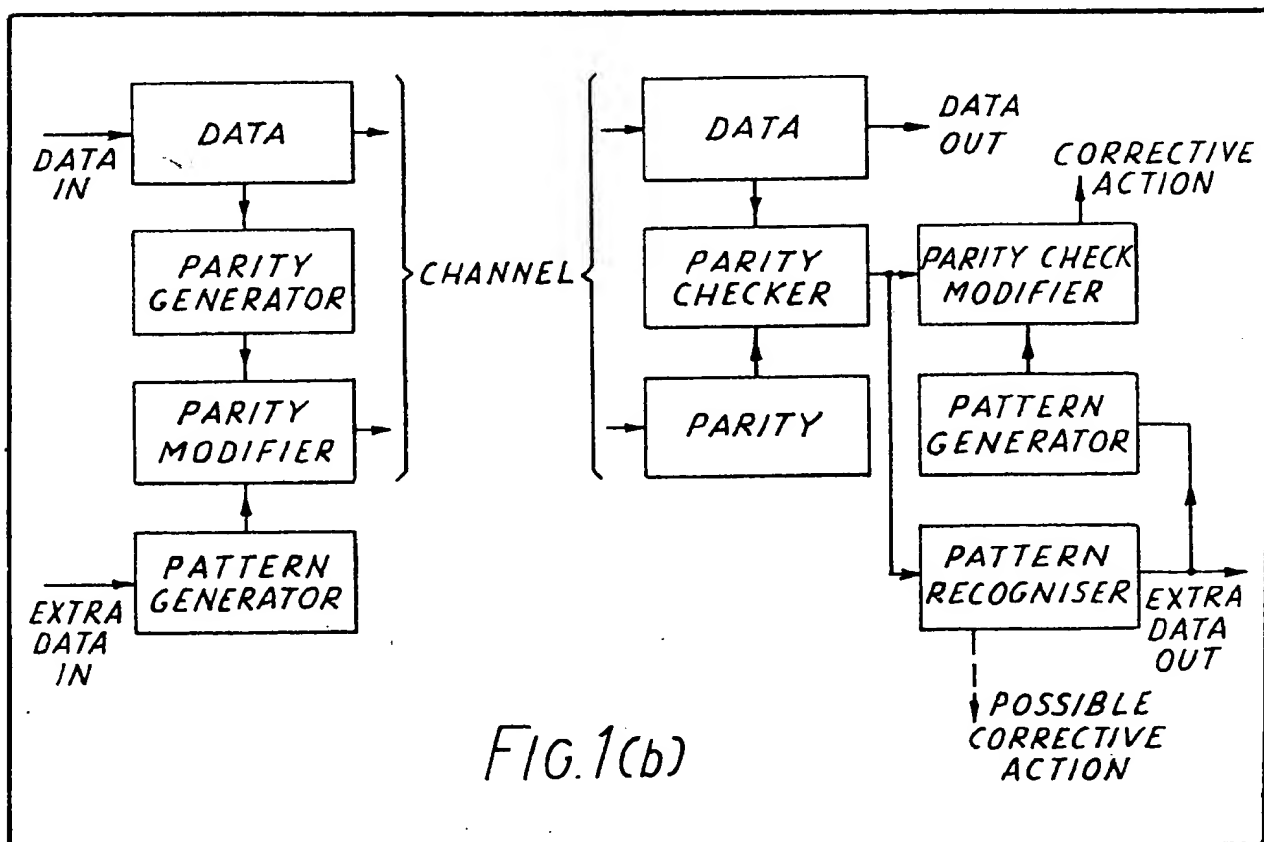 DATA
DATA
IN
PARITY
GENERATOR
PARITY
MODIFIER
PATTERN
GENERATOR
EXTRA
DATA
IN
CHANNEL
DATA
DATA
OUT
CORRECTIVE
ACTION
PARITY
CHECKER
PARITY CHECK
MODIFIER
PARITY
PATTERN
GENERATOR
PATTERN
RECOGNISER
EXTRA
DATA
OUT
POSSIBLE
CORRECTIVE
ACTION
FIG.1(b)